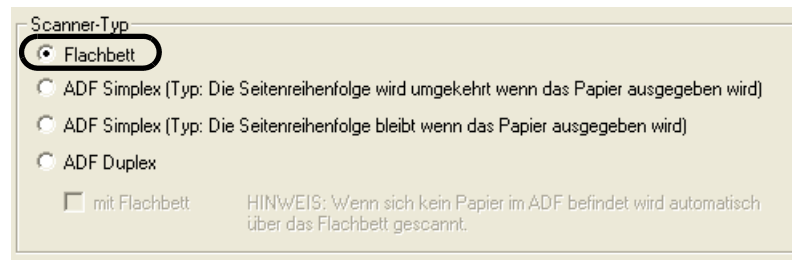 Scanner-Typ
Flachbett
ADF Simplex (Typ: Die Seitenreihenfolge wird umgekehrt wenn das Papier ausgegeben wird)
ADF Simplex (Typ: Die Seitenreihenfolge bleibt wenn das Papier ausgegeben wird)
ADF Duplex
mit Flachbett HINWEIS: Wenn sich kein Papier im ADF befindet wird automatisch
über das Flachbett gescannt.